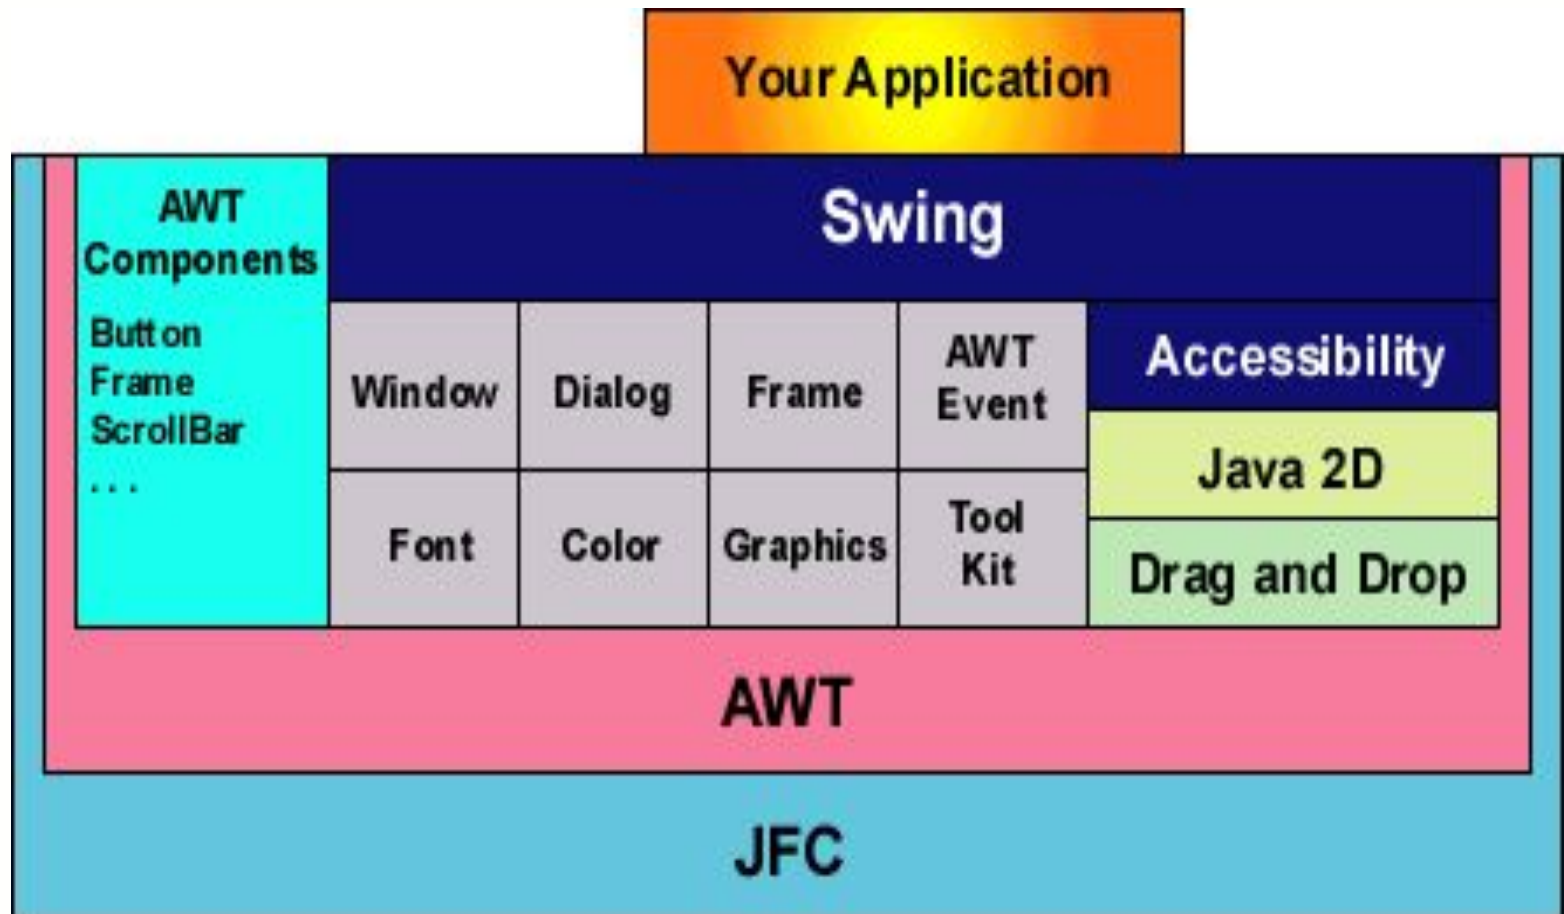 Your Application
AWT
Components
Button
Frame
ScrollBar
...
Swing
Window
Dialog
Frame
AWT
Event
Accessibility
Java 2D
Font
Color
Graphics
Tool
Kit
Drag and Drop
AWT
JFC